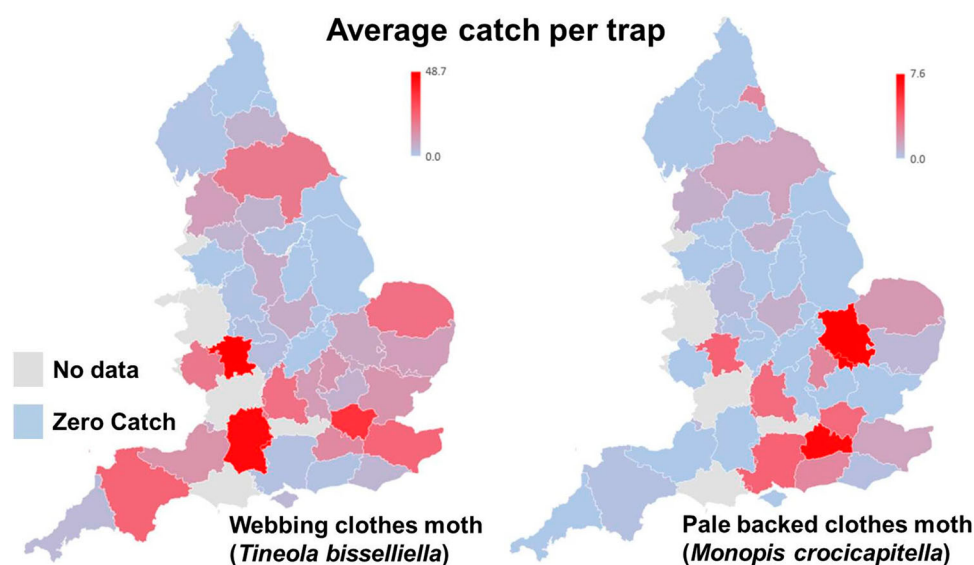 Average catch per trap
48.7
0.0
7.6
0.0
No data
Zero Catch
Webbing clothes moth
(Tineola bisselliella)
Pale backed clothes moth
(Monopis crocicapitella)